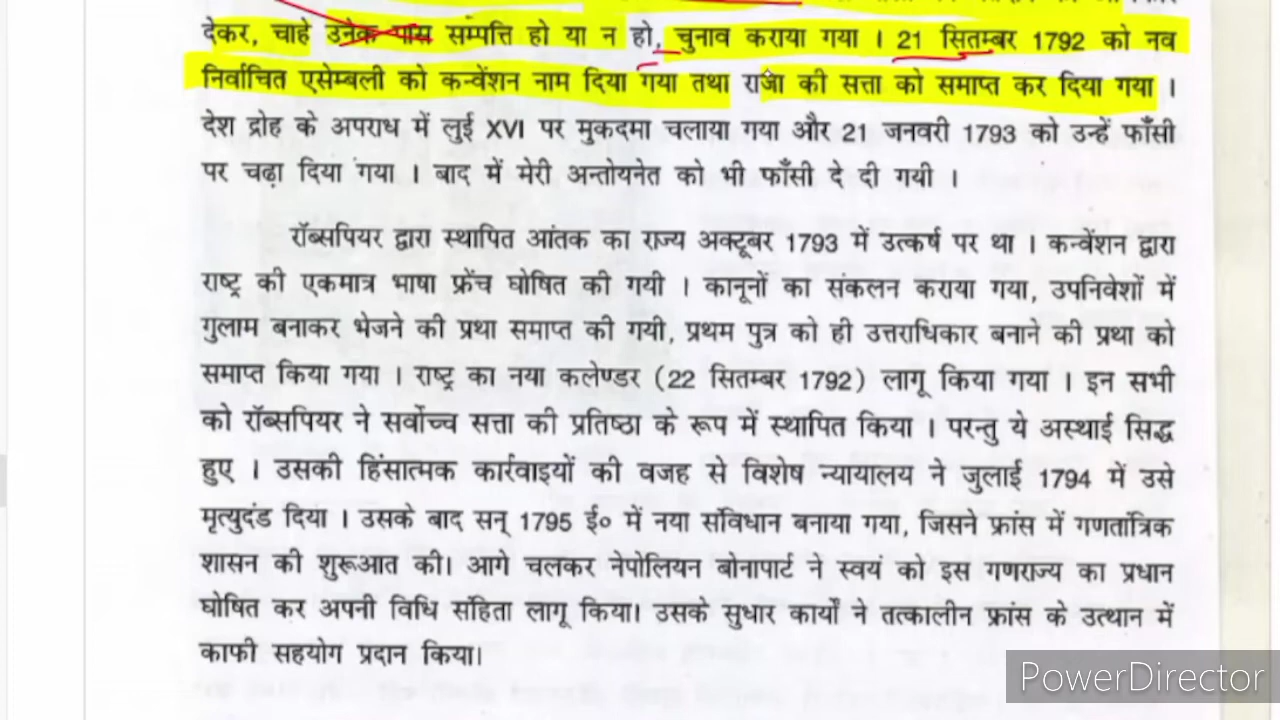 देकर, चाहे उनेक पास सम्पत्ति हो या न हो, चुनाव कराया गया । 21 सितम्बर 1792 को नव
निर्वाचित एसेम्बली को कन्वेंशन नाम दिया गया तथा राजा की सत्ता को समाप्त कर दिया गया ।
देश द्रोह के अपराध में लुई XVI पर मुकदमा चलाया गया और 21 जनवरी 1793 को उन्हें फाँसी
पर चढ़ा दिया गया । बाद में मेरी अन्तोयनेत को भी फाँसी दे दी गयी ।
रॉब्सपियर द्वारा स्थापित आंतक का राज्य अक्टूबर 1793 में उत्कर्ष पर था । कन्वेंशन द्वारा
राष्ट्र की एकमात्र भाषा फ्रेंच घोषित की गयी । कानूनों का संकलन कराया गया, उपनिवेशों में
गुलाम बनाकर भेजने की प्रथा समाप्त की गयी, प्रथम पुत्र को ही उत्तराधिकार बनाने की प्रथा को
समाप्त किया गया । राष्ट्र का नया कलेण्डर (22 सितम्बर 1792) लागू किया गया । इन सभी
को रॉब्सपियर ने सर्वोच्च सत्ता की प्रतिष्ठा के रूप में स्थापित किया । परन्तु ये अस्थाई सिद्ध
हुए । उसकी हिंसात्मक कार्रवाइयों की वजह से विशेष न्यायालय ने जुलाई 1794 में उसे
मृत्युदंड दिया । उसके बाद सन् 1795 ई० में नया संविधान बनाया गया, जिसने फ्रांस में गणतांत्रिक
शासन की शुरूआत की। आगे चलकर नेपोलियन बोनापार्ट ने स्वयं को इस गणराज्य का प्रधान
घोषित कर अपनी विधि संहिता लागू किया। उसके सुधार कार्यों ने तत्कालीन फ्रांस के उत्थान में
काफी सहयोग प्रदान किया।
PowerDirector